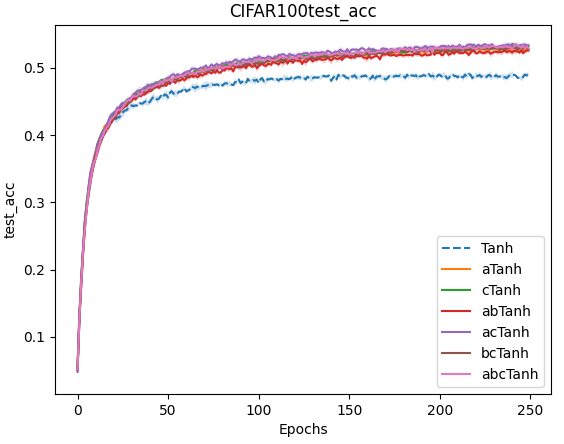 CIFAR100test_acc
test_acc
0.5
0.4
0.3
0.2
0.1
Tanh
aTanh
cTanh
abTanh
acTanh
bcTanh
abcTanh
0 50 100 150 200 250
Epochs